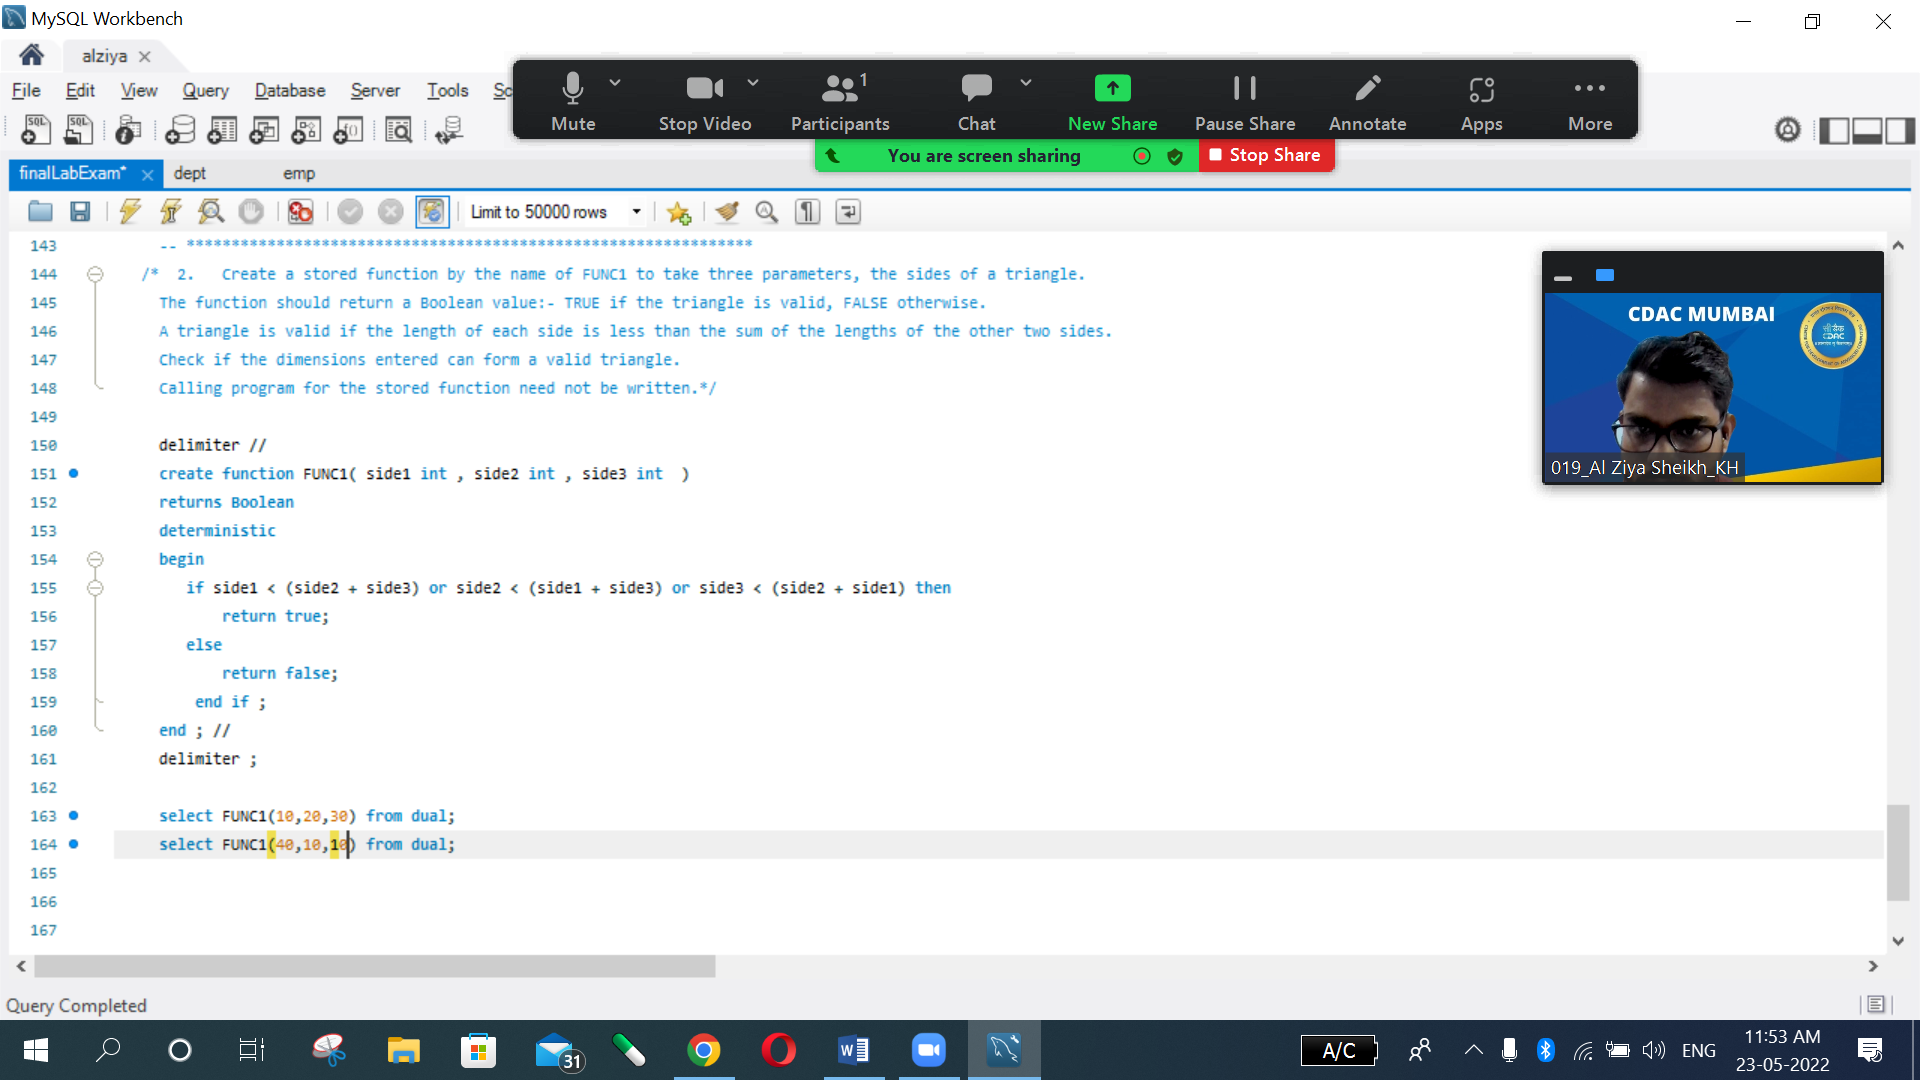 MySQL Workbench
alziya
File Edit View Query Database Server Tools Sc
Mute Stop Video Participants 1 Chat New Share Pause Share Annotate Apps More
You are screen sharing Stop Share
finalLabExam* dept emp
Limit to 50000 rows
143 -- ***************************************************************
144 /* 2. Create a stored function by the name of FUNC1 to take three parameters, the sides of a triangle.
145 The function should return a Boolean value:- TRUE if the triangle is valid, FALSE otherwise.
146 A triangle is valid if the length of each side is less than the sum of the lengths of the other two sides.
147 Check if the dimensions entered can form a valid triangle.
148 Calling program for the stored function need not be written.*/
149
150 delimiter //
151 create function FUNC1( side1 int , side2 int , side3 int )
152 returns Boolean
153 deterministic
154 begin
155 if side1 < (side2 + side3) or side2 < (side1 + side3) or side3 < (side2 + side1) then
156 return true;
157 else
158 return false;
159 end if ;
160 end ; //
161 delimiter ;
162
163 select FUNC1(10,20,30) from dual;
164 select FUNC1(40,10,10) from dual;
165
166
167
CDAC MUMBAI
सी डैक
CDAC
019_Al Ziya Sheikh_KH
Query Completed
31
A/C
ENG
11:53 AM
23-05-2022